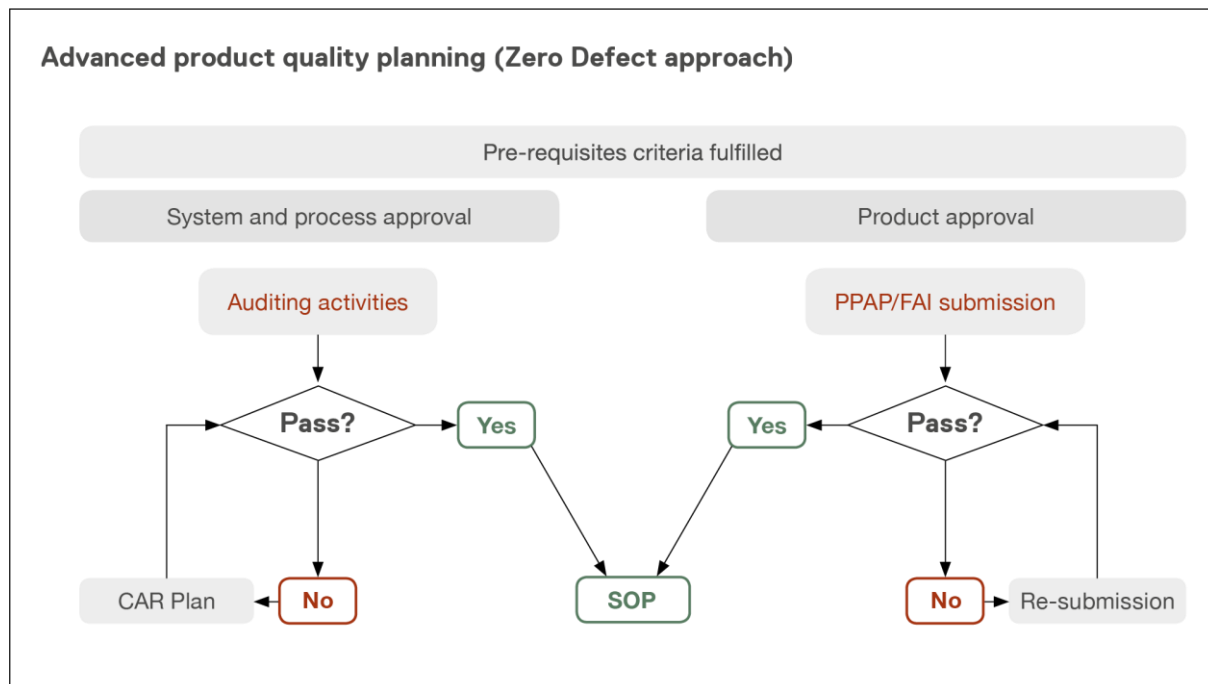 Advanced product quality planning (Zero Defect approach)
Pre-requisites criteria fulfilled
System and process approval
Product approval
Auditing activities
PPAP/FAI submission
Pass?
Yes
Yes
Pass?
CAR Plan
No
SOP
No
Re-submission